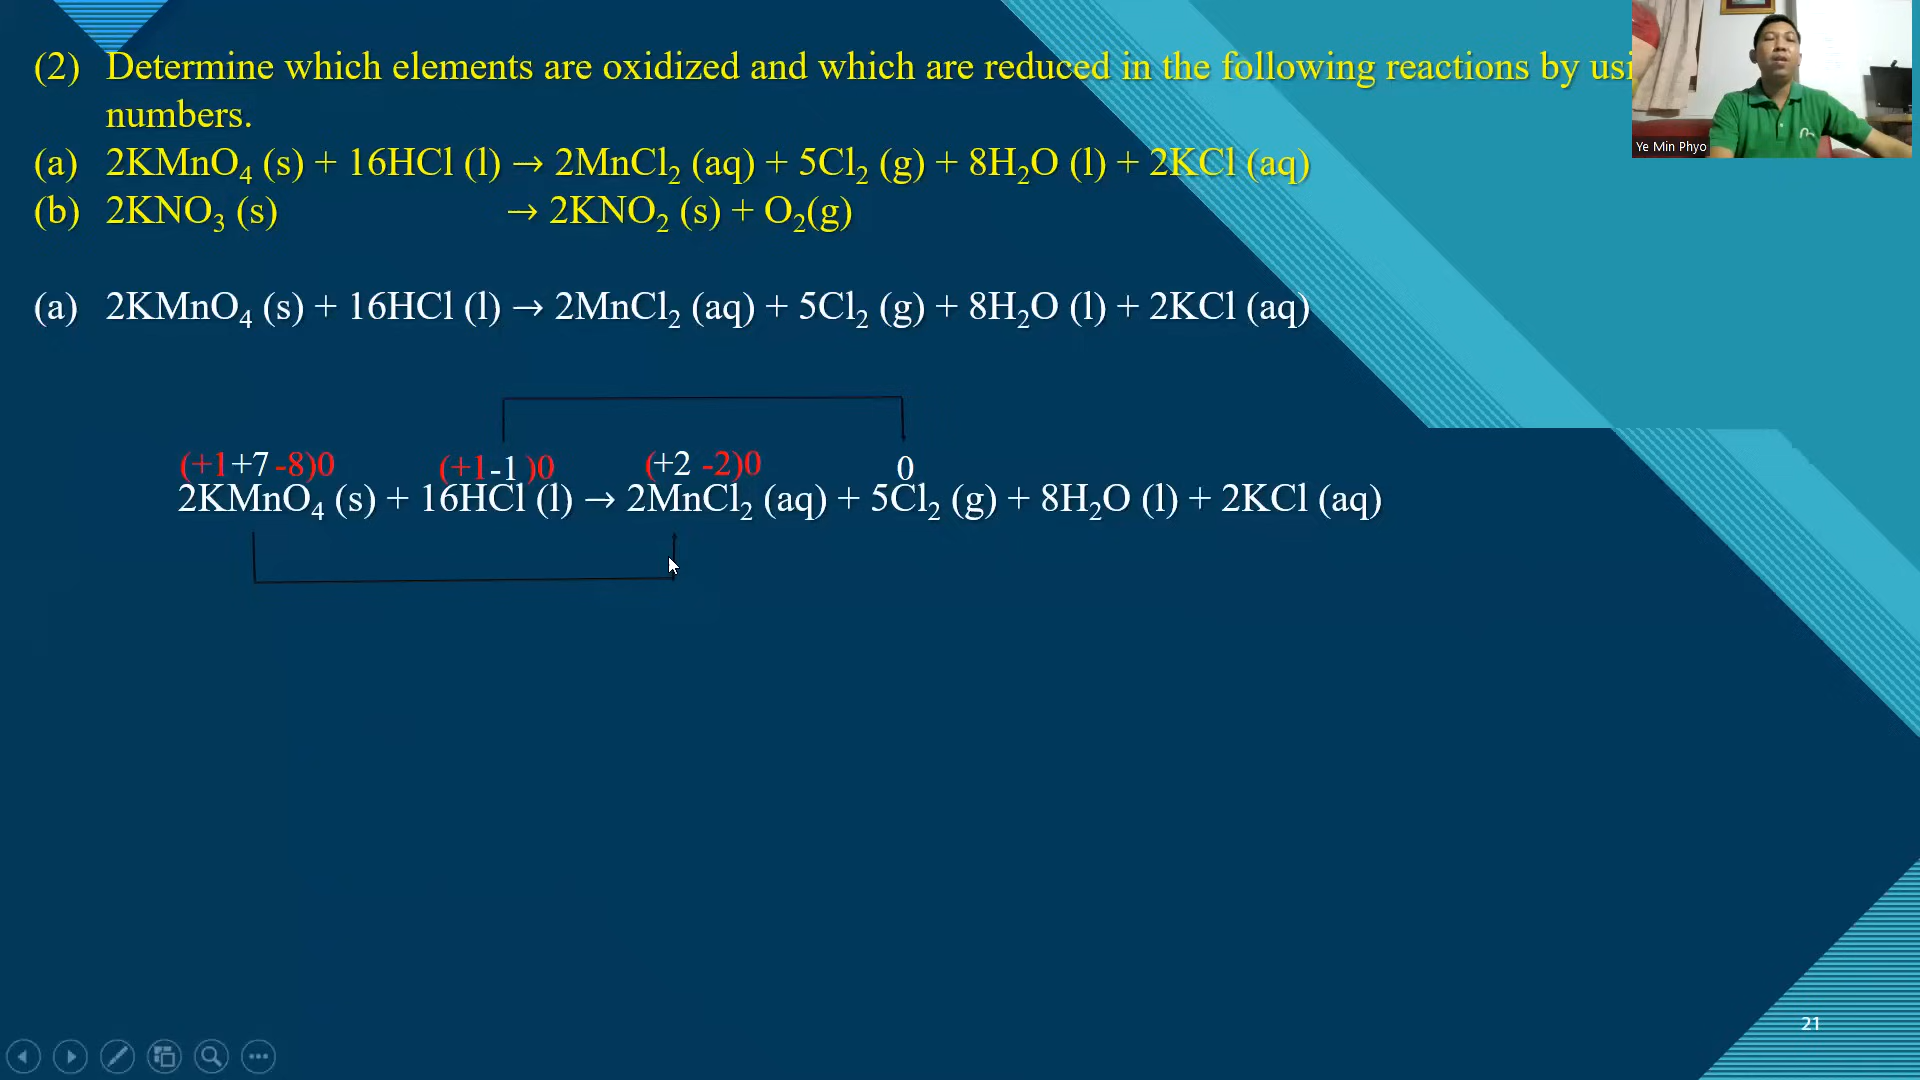 (2) Determine which elements are oxidized and which are reduced in the following reactions by
numbers.
(a) 2KMnO₄ (s) + 16HCl (l) → 2MnCl₂ (aq) + 5Cl₂ (g) + 8H₂O (l) + 2KCl (aq)
(b) 2KNO₃ (s) → 2KNO₂ (s) + O₂(g)
(a) 2KMnO₄ (s) + 16HCl (l) → 2MnCl₂ (aq) + 5Cl₂ (g) + 8H₂O (l) + 2KCl (aq)
(+1+7-8)0 (+1-1)0 (+2 -2)0 0
2KMnO₄ (s) + 16HCl (l) → 2MnCl₂ (aq) + 5Cl₂ (g) + 8H₂O (l) + 2KCl (aq)
Ye Min Phyo
21